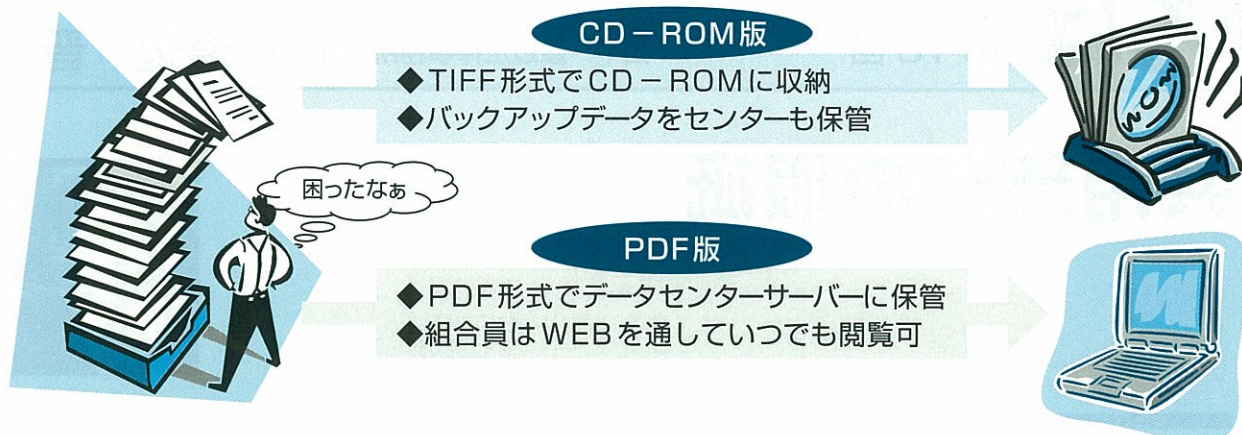 CD－ROM版
◆TIFF形式でCD－ROMに収納
◆バックアップデータをセンターも保管
困ったなぁ
PDF版
◆PDF形式でデータセンターサーバーに保管
◆組合員はWEBを通していつでも閲覧可